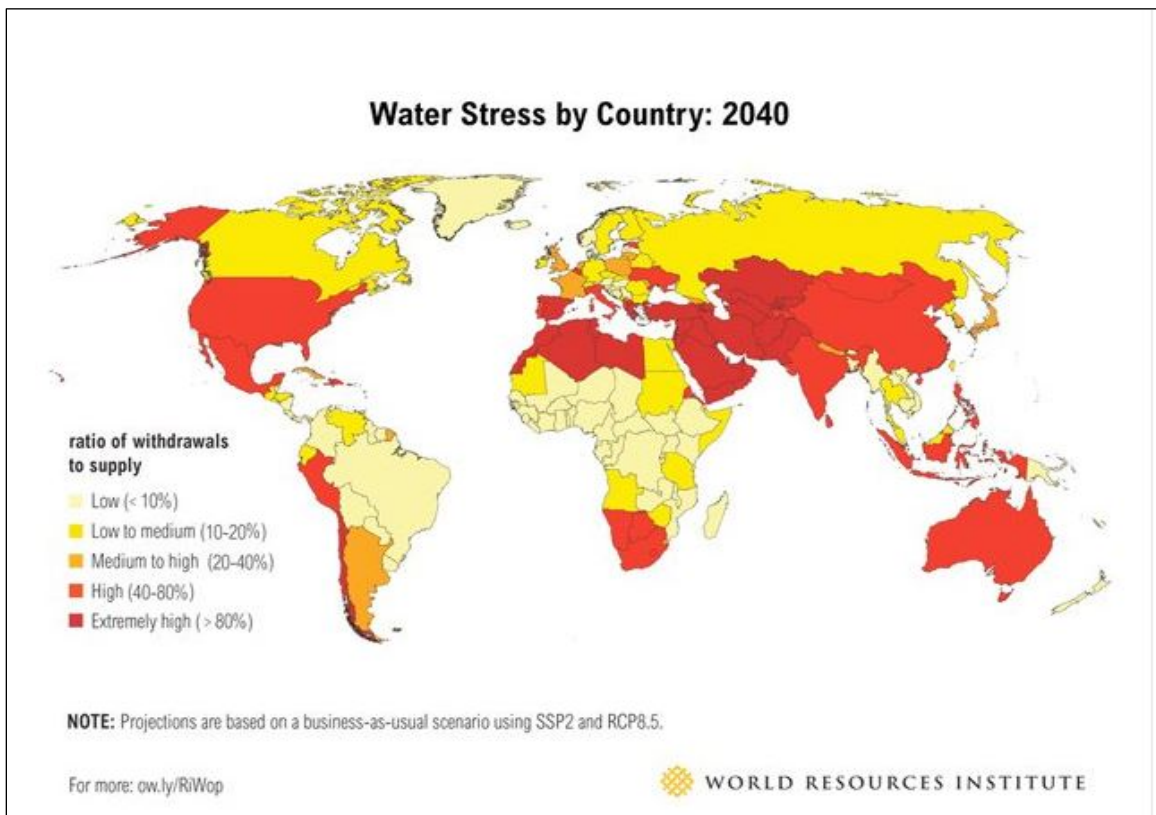 Water Stress by Country: 2040
ratio of withdrawals
to supply
Low (< 10%)
Low to medium (10-20%)
Medium to high (20-40%)
High (40-80%)
Extremely high (> 80%)
NOTE: Projections are based on a business-as-usual scenario using SSP2 and RCP8.5.
For more: ow.ly/RiWop
WORLD RESOURCES INSTITUTE